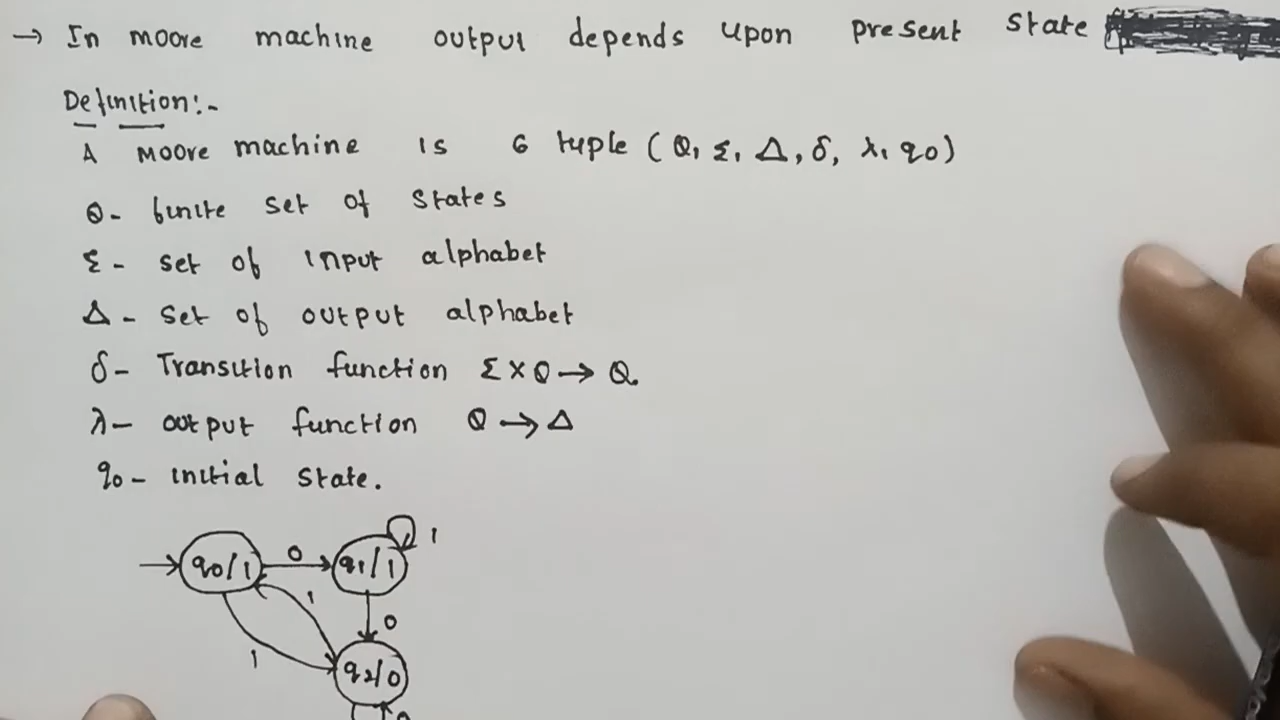 → In moore machine output depends upon present state
Definition:-
A moore machine is 6 tuple (Q, Σ, Δ, δ, λ, q0)
Q - finite set of states
Σ - set of input alphabet
Δ - set of output alphabet
δ - Transition function Σ×Q → Q
λ - output function Q → Δ
q0 - initial state.
1
q0/1 0 q1/1
1 0
1
q2/0
0